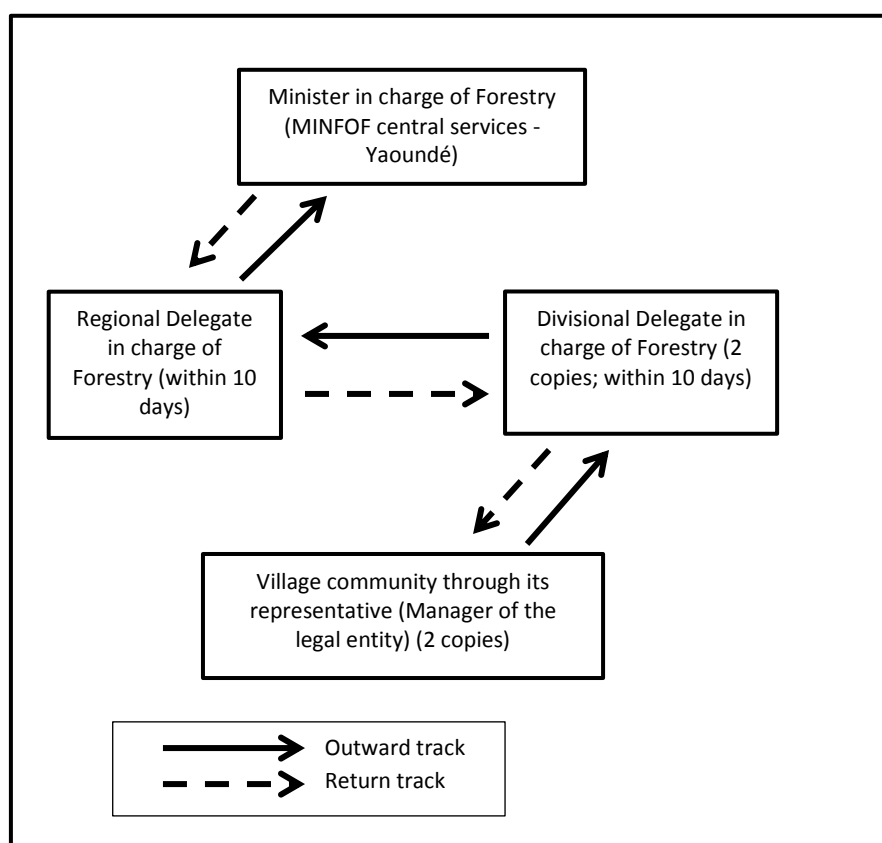 Minister in charge of Forestry
(MINFOF central services -
Yaoundé)
Regional Delegate
in charge of
Forestry (within 10
days)
Divisional Delegate in
charge of Forestry (2
copies; within 10 days)
Village community through its
representative (Manager of the
legal entity) (2 copies)
Outward track
Return track